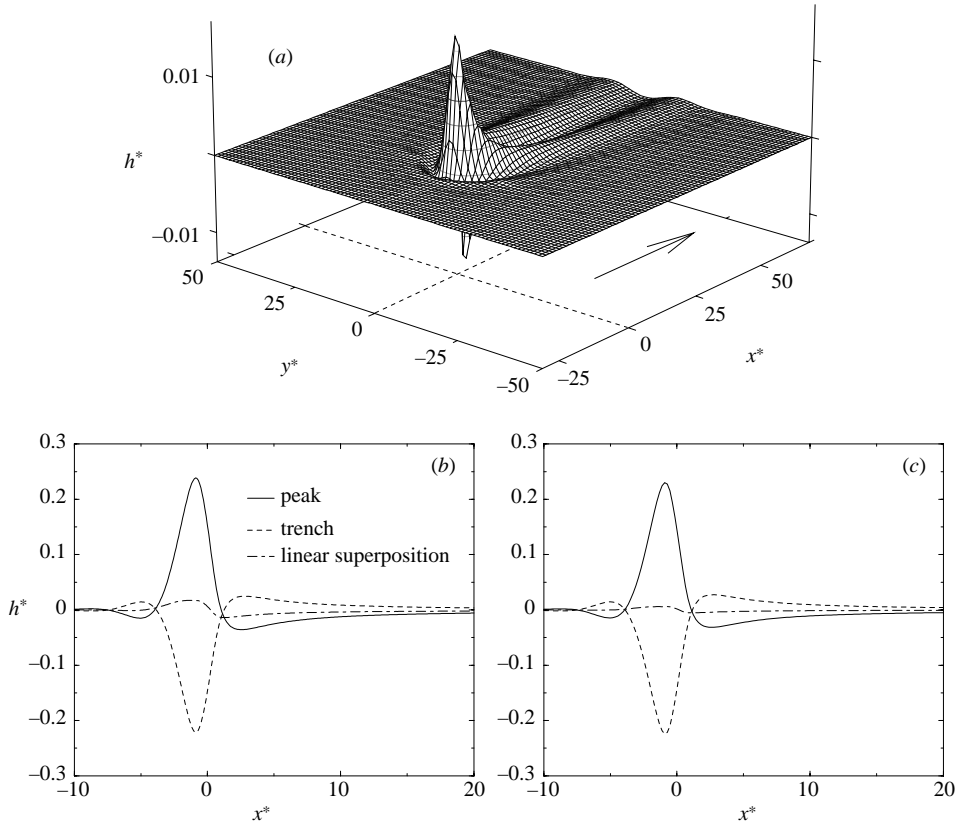 (a)
0.01
h*
–0.01
50
25
0
–25
–50
y*
–25
0
25
50
x*
0.3
0.2
0.1
0
–0.1
–0.2
–0.3
h*
(b)
peak
trench
linear superposition
–10
0
10
20
x*
0.3
0.2
0.1
0
–0.1
–0.2
–0.3
(c)
–10
0
10
20
x*